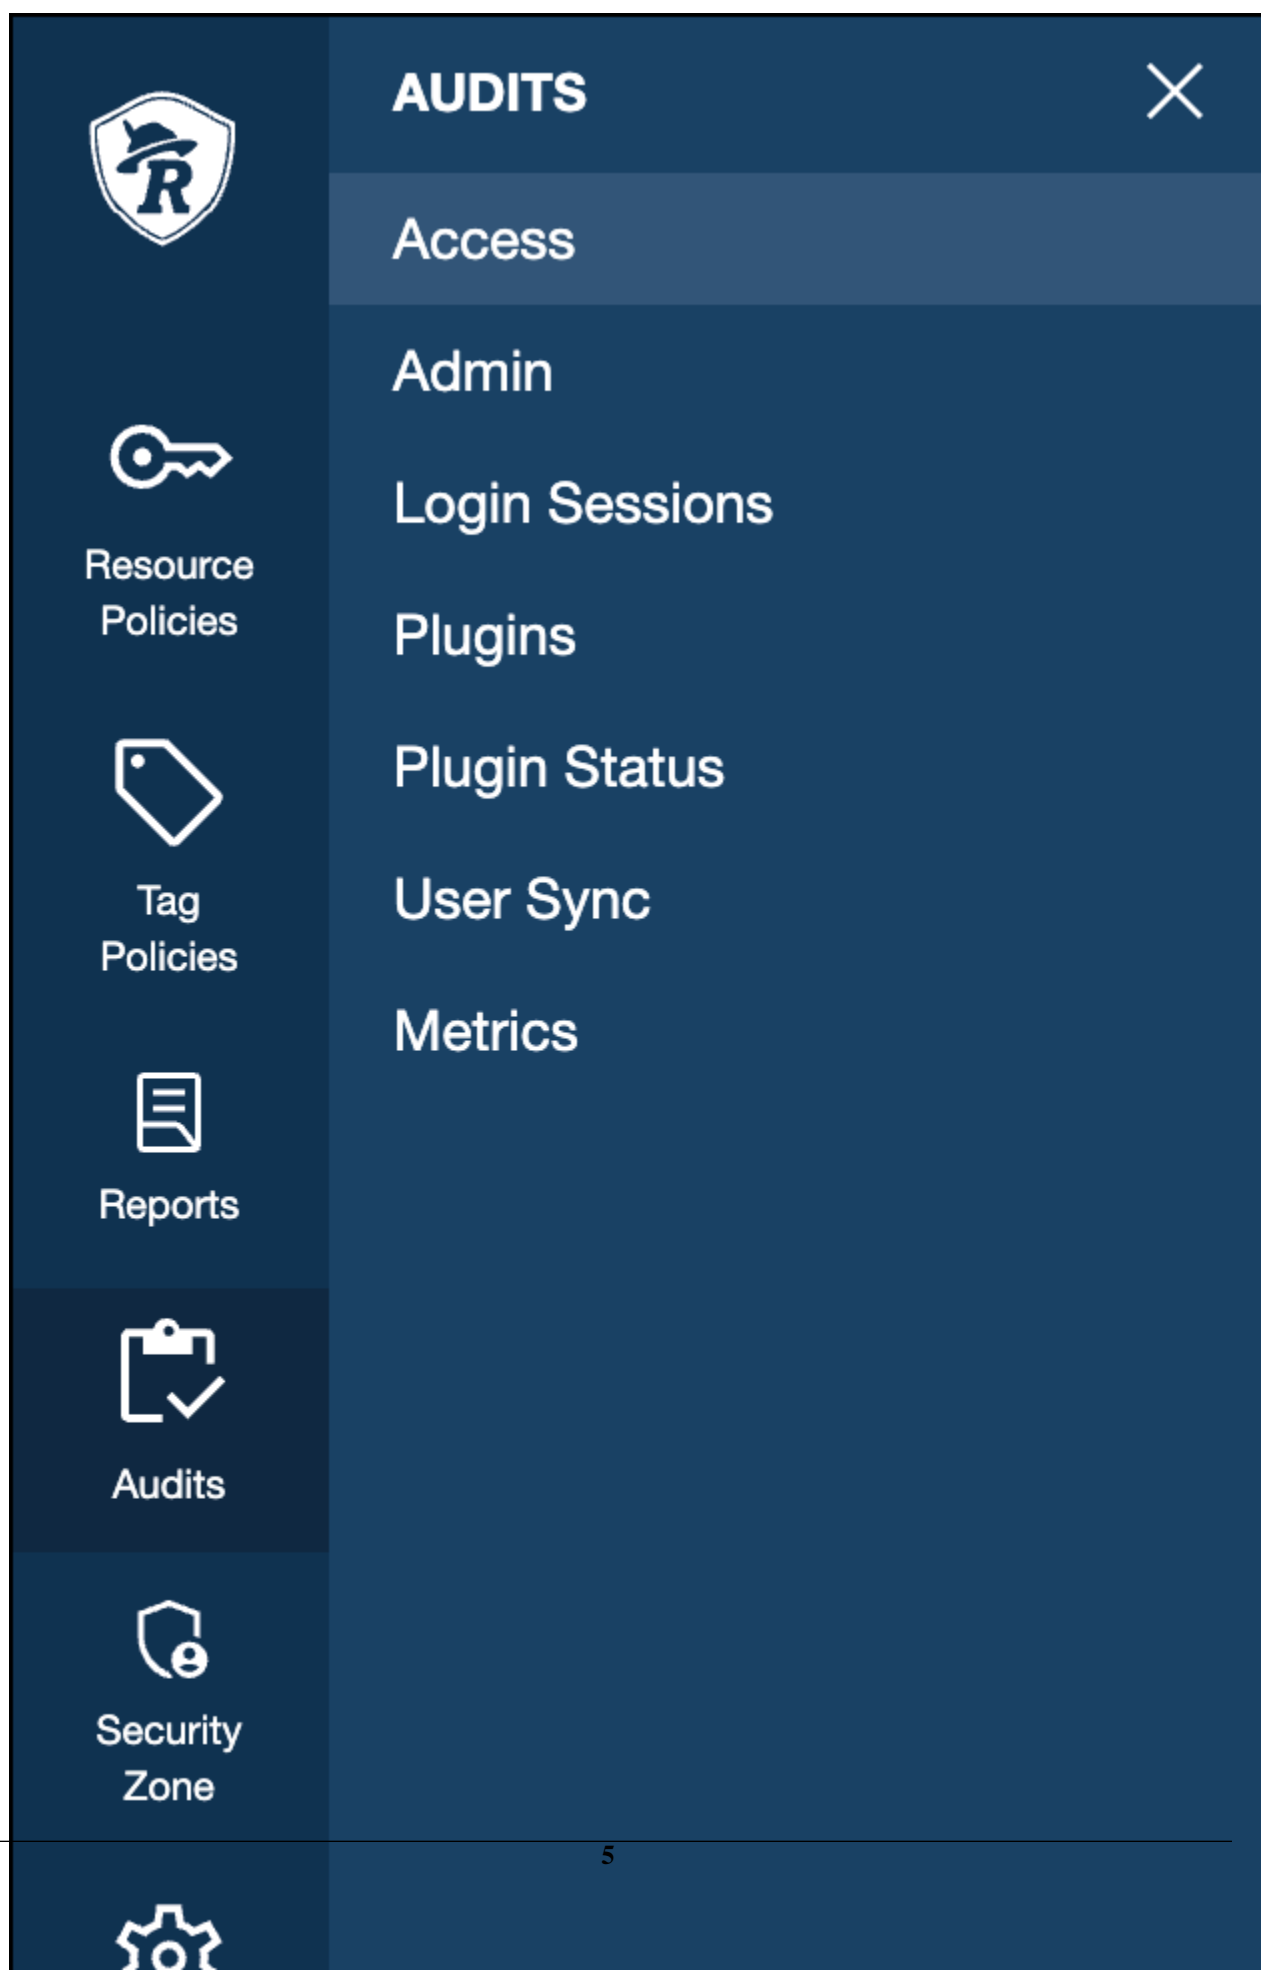 R
AUDITS
Access
Admin
Login Sessions
Plugins
Plugin Status
User Sync
Metrics
Resource
Policies
Tag
Policies
Reports
Audits
Security
Zone
5